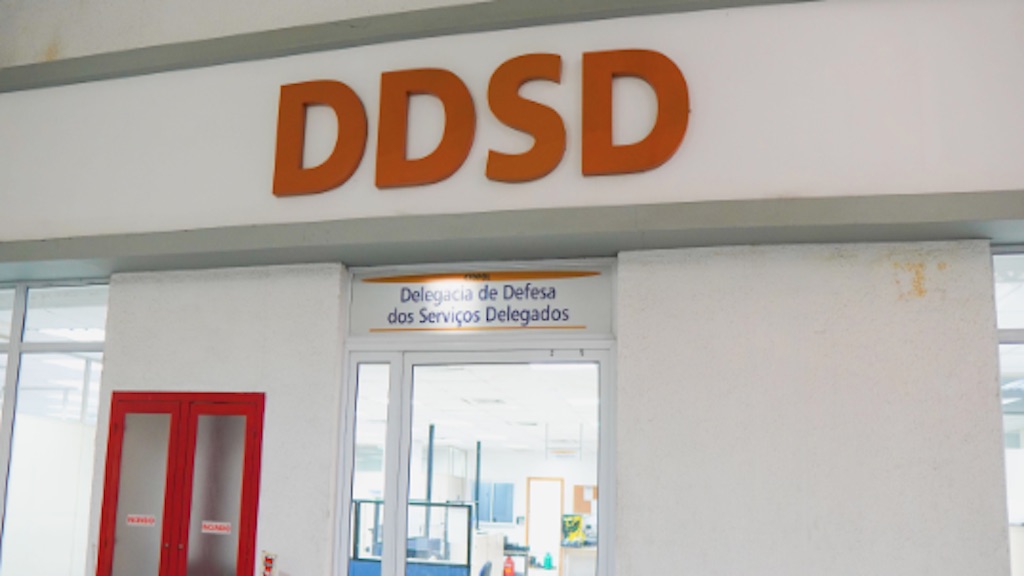 DDSD
Delegacia de Defesa
dos Serviços Delegados